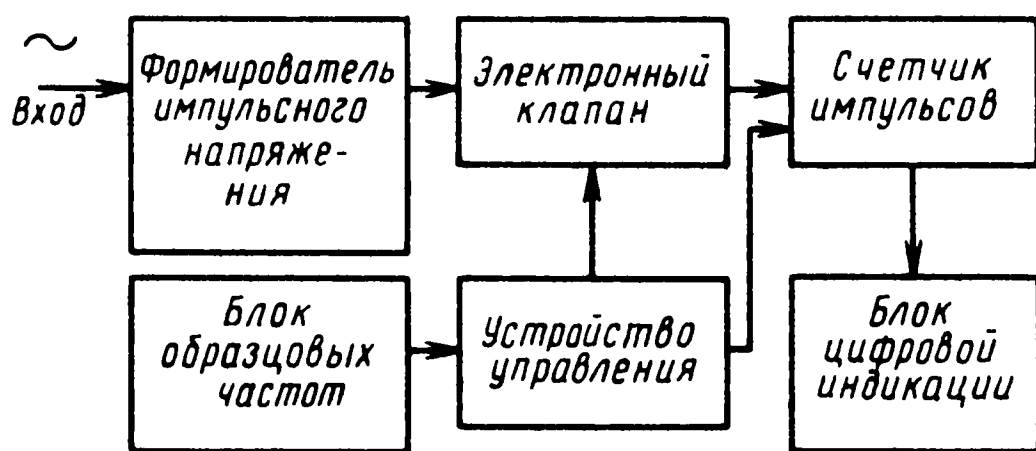 ~
Вход
Формирователь
импульсного
напряже-
ния
Электронный
клапан
Счетчик
импульсов
Блок
образцовых
частот
Устройство
управления
Блок
цифровой
индикации